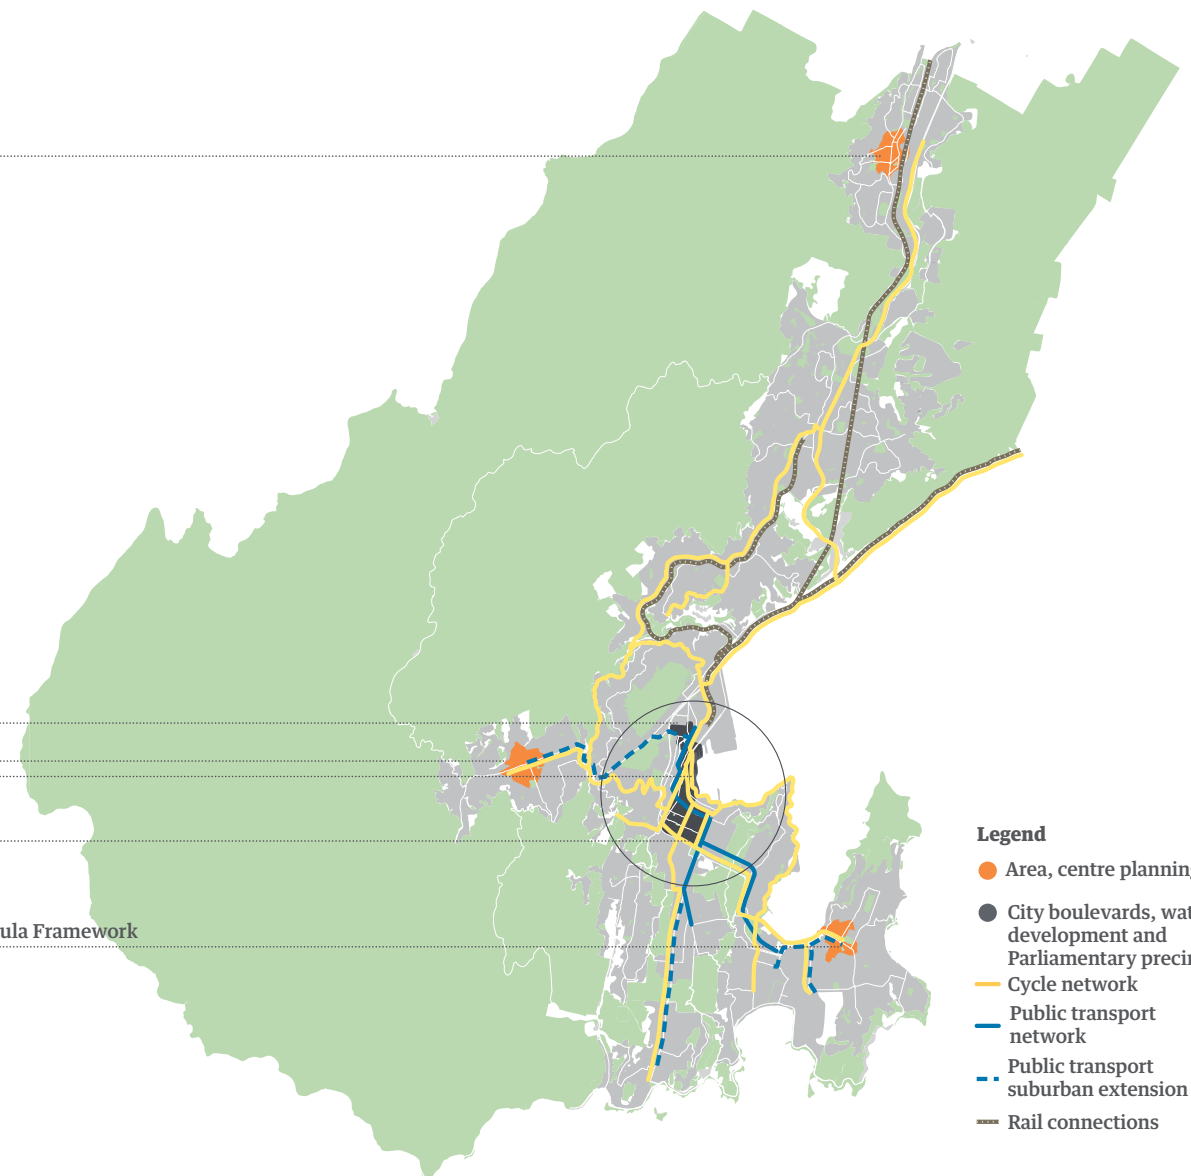 ula Framework
Legend
Area, centre planning
City boulevards, wat
development and
Parliamentary precin
Cycle network
Public transport
network
Public transport
suburban extension
Rail connections